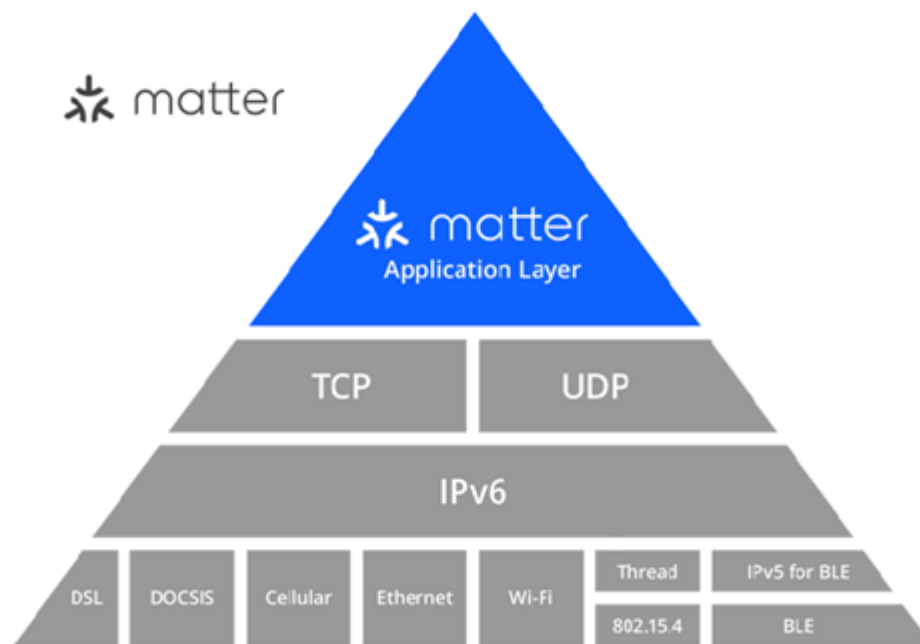 matter
matter
Application Layer
TCP UDP
IPv6
DSL DOCSIS Cellular Ethernet Wi-Fi Thread IPv5 for BLE
802.15.4 BLE